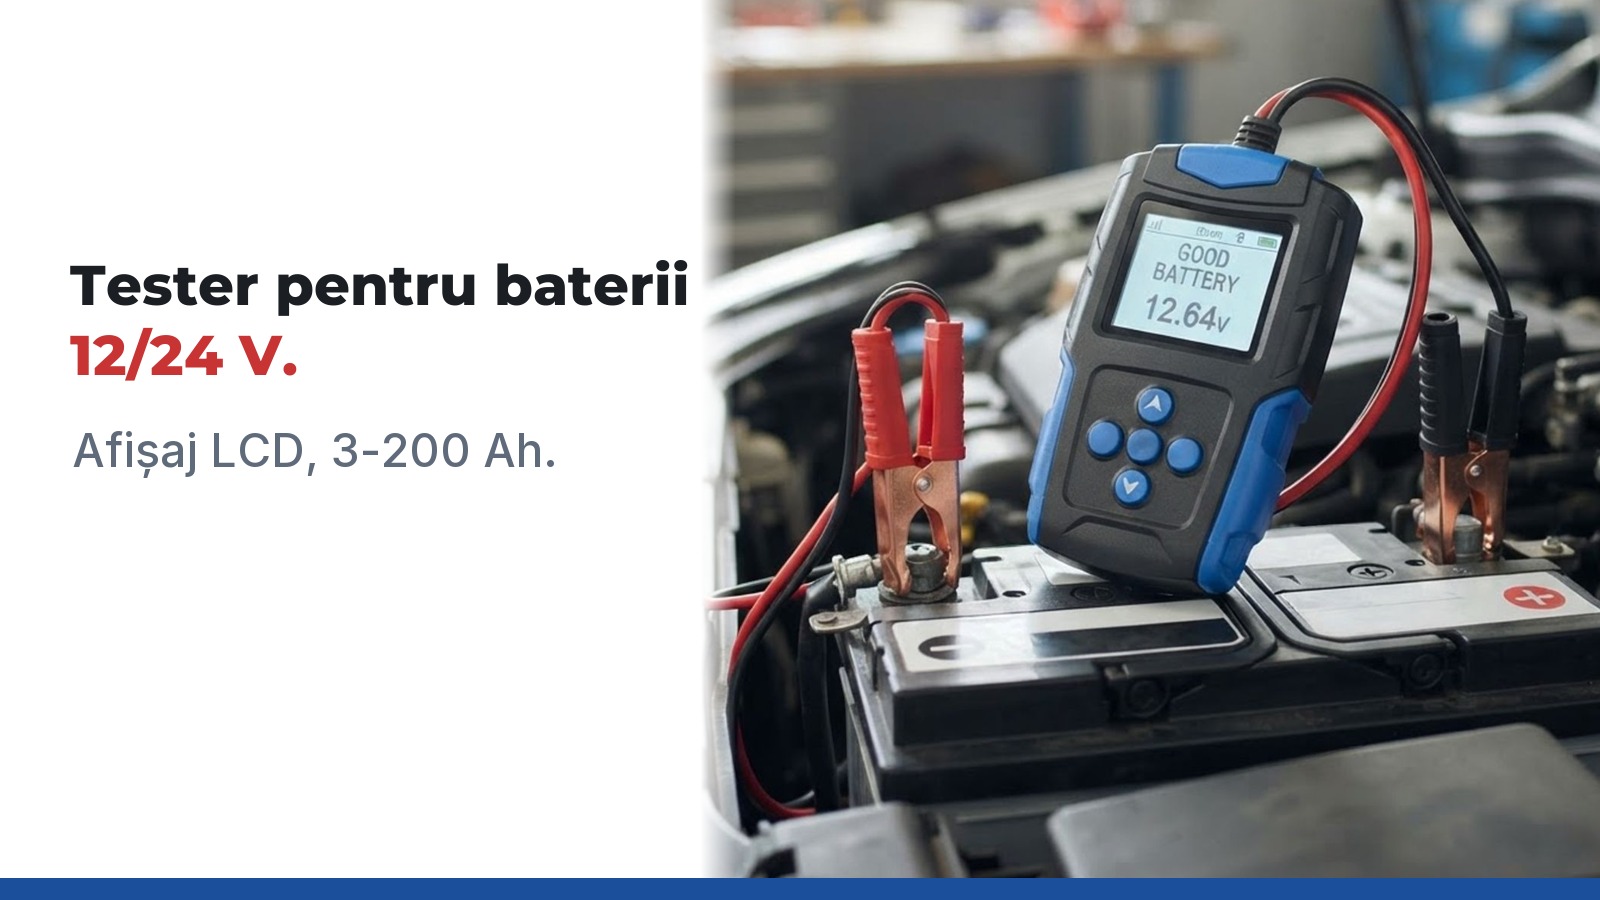 Tester pentru baterii
12/24 V.
Afișaj LCD, 3-200 Ah.
GOOD
BATTERY
12.64v